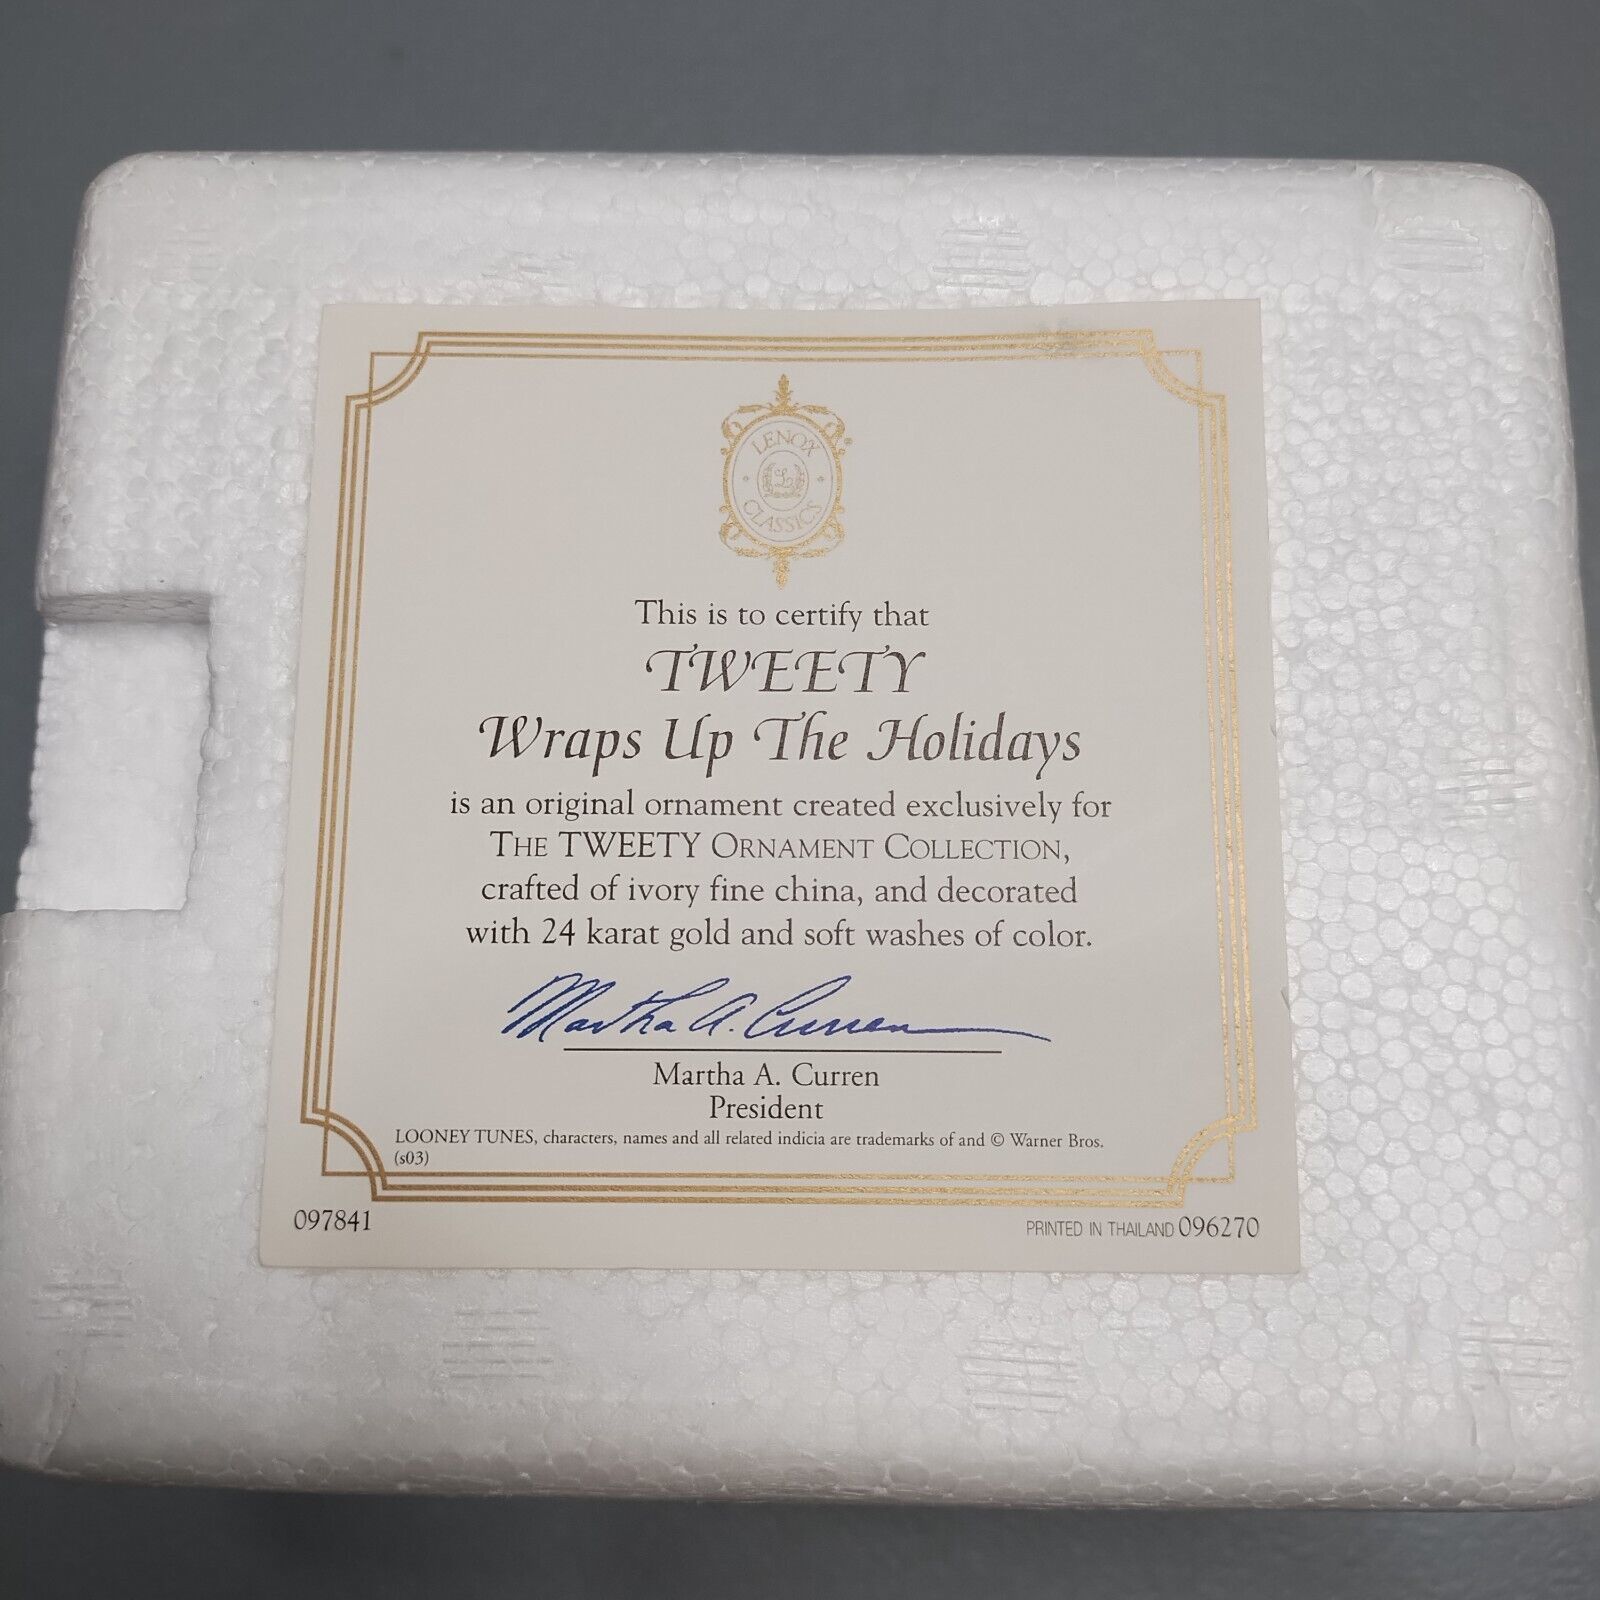 LENOX
CLASSICS
This is to certify that
TWEETY
Wraps Up The Holidays
is an original ornament created exclusively for
THE TWEETY ORNAMENT COLLECTION,
crafted of ivory fine china, and decorated
with 24 karat gold and soft washes of color.
Martha A. Curren
Martha A. Curren
President
LOONEY TUNES, characters, names and all related indicia are trademarks of and © Warner Bros.
(s03)
097841
PRINTED IN THAILAND 096270